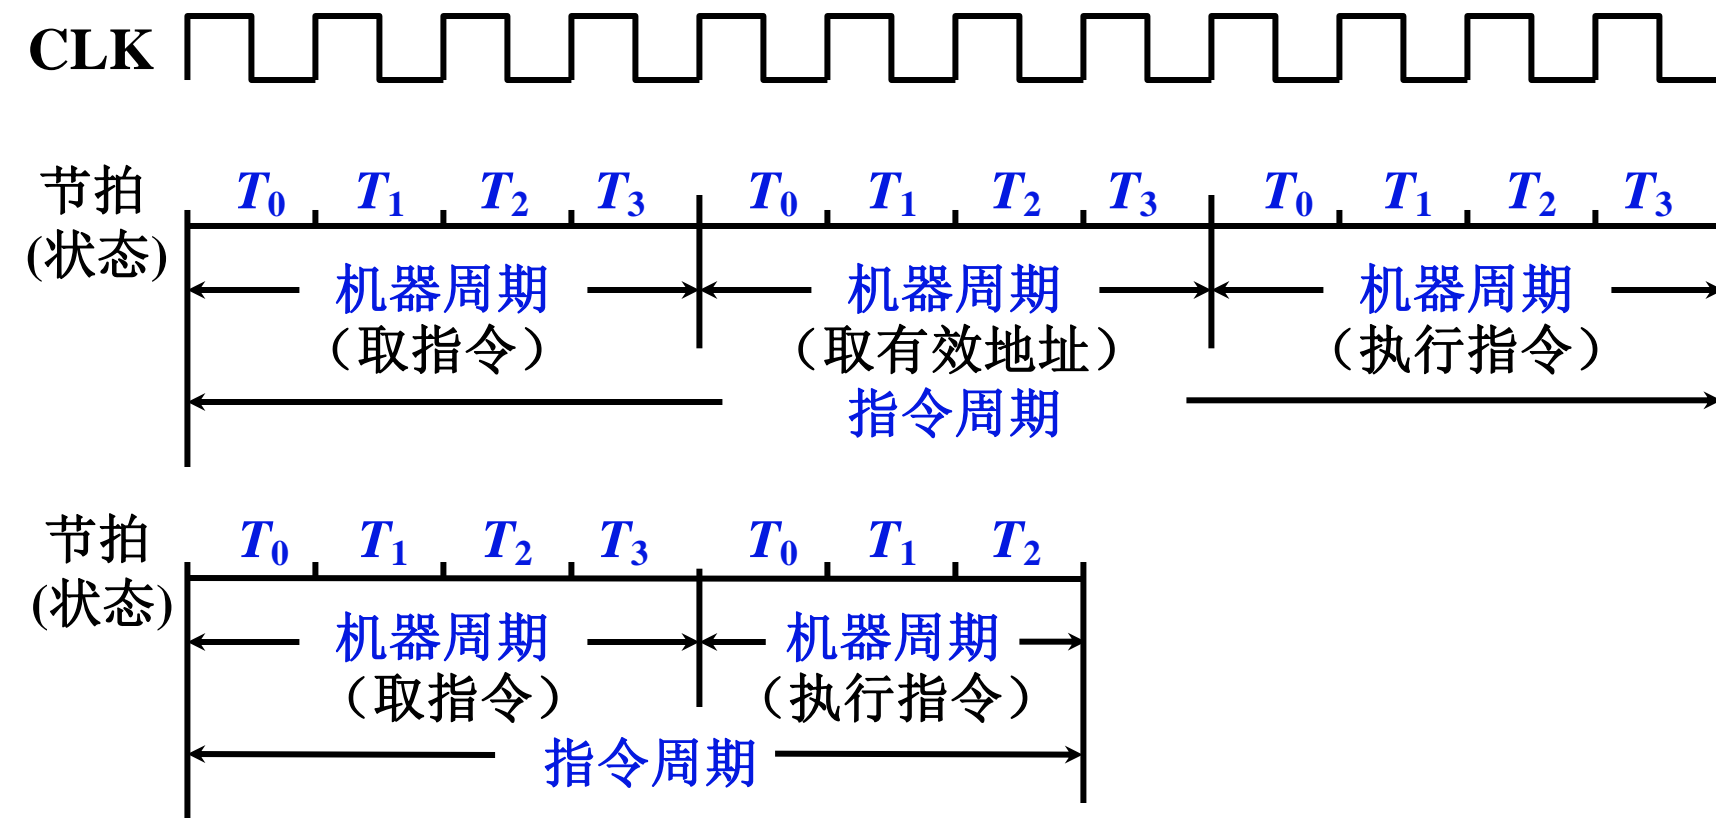 CLK
节拍 T0 T1 T2 T3 T0 T1 T2 T3 T0 T1 T2 T3
(状态)
机器周期 机器周期 机器周期
（取指令） （取有效地址） （执行指令）
指令周期
节拍 T0 T1 T2 T3 T0 T1 T2
(状态)
机器周期 机器周期
（取指令） （执行指令）
指令周期